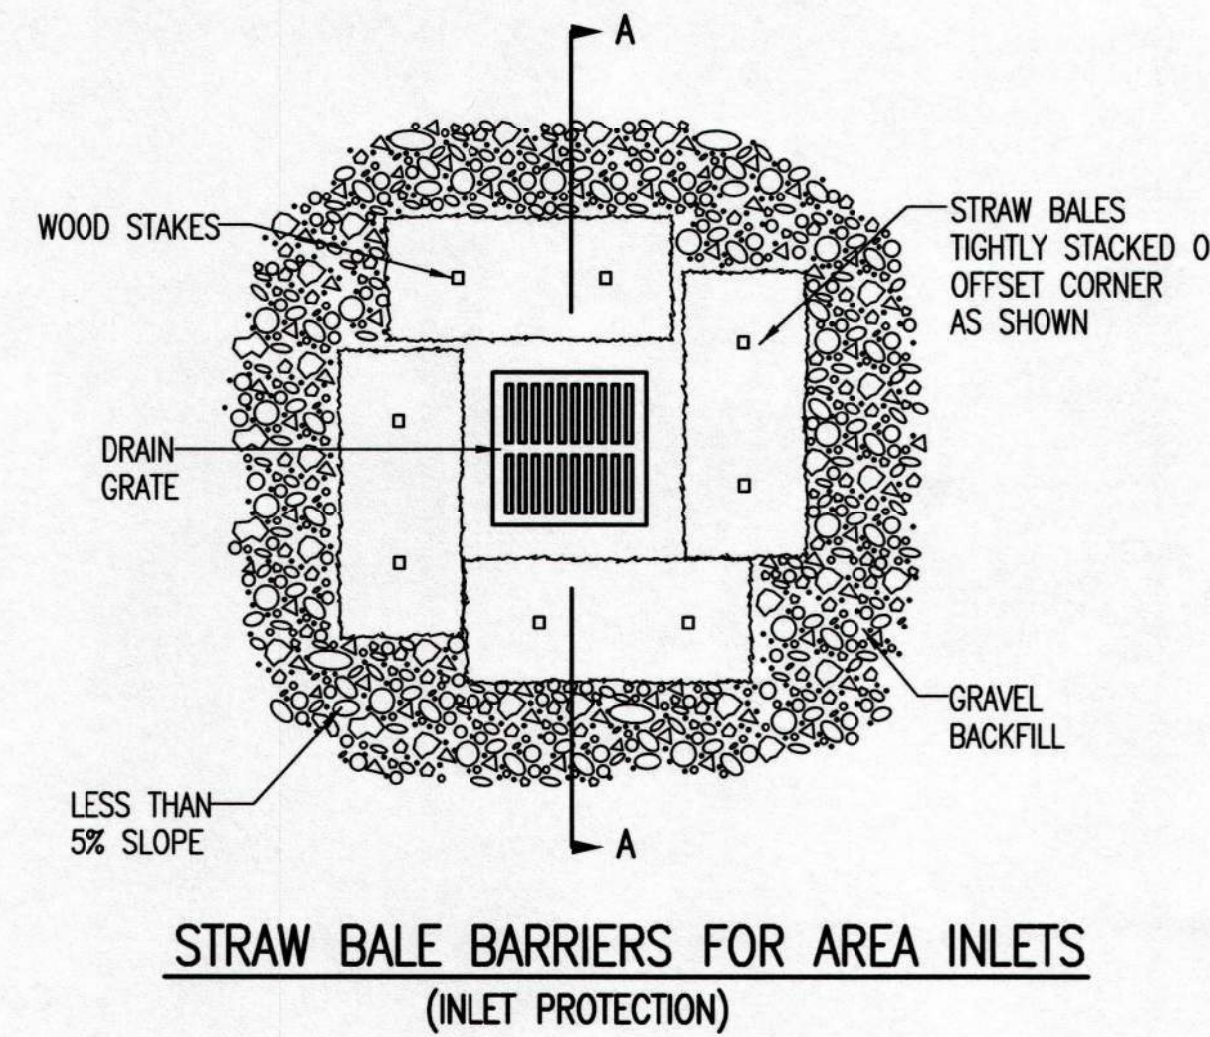 A
WOOD STAKES
STRAW BALES
TIGHTLY STACKED O
OFFSET CORNER
AS SHOWN
DRAIN
GRATE
GRAVEL
BACKFILL
LESS THAN
5% SLOPE
A
STRAW BALE BARRIERS FOR AREA INLETS
(INLET PROTECTION)